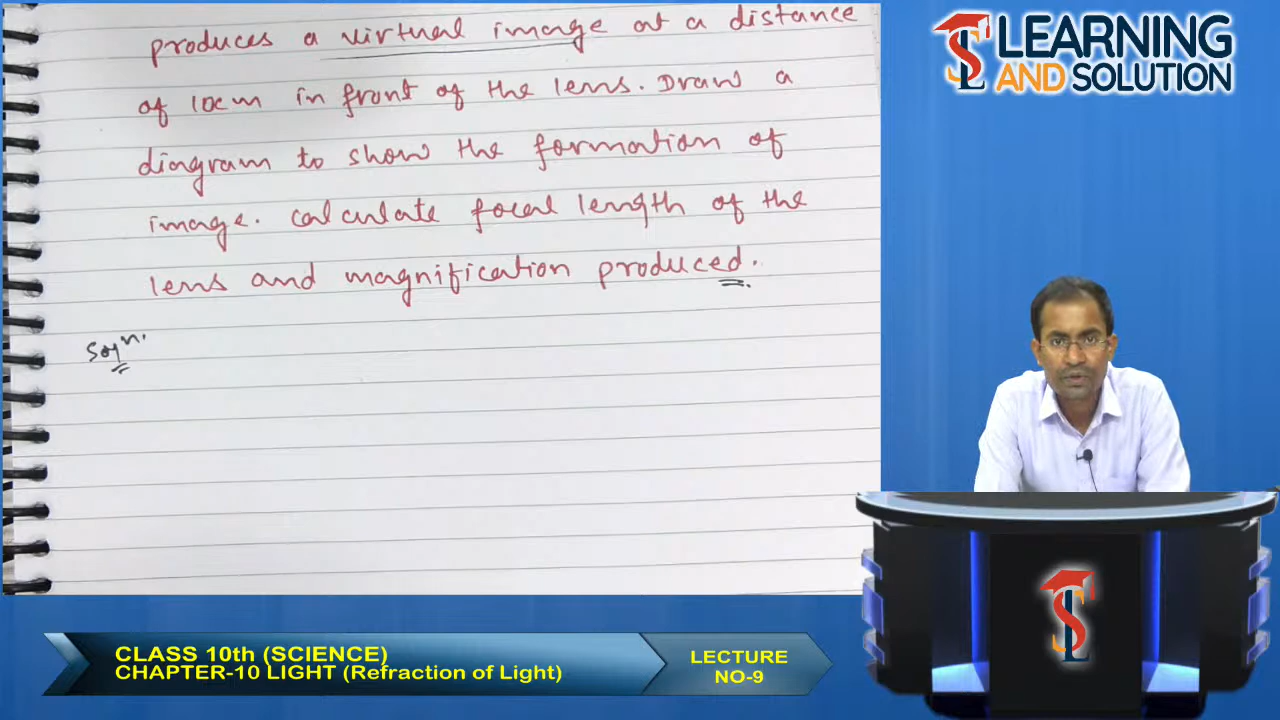 produces a virtual image at a distance
of 10cm in front of the lens. Draw a
diagram to show the formation of
image. Calculate focal length of the
lens and magnification produced.
Soln.
LEARNING
AND SOLUTION
CLASS 10th (SCIENCE)
CHAPTER-10 LIGHT (Refraction of Light)
LECTURE
NO-9